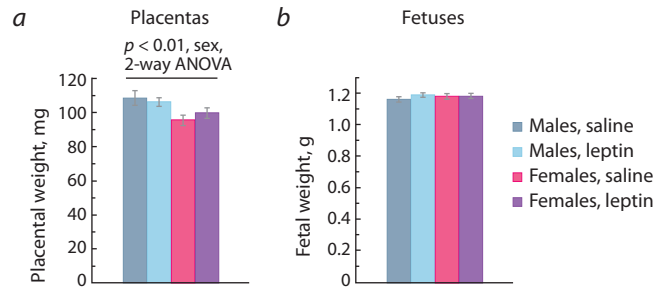 a
Placentas
p < 0.01, sex,
2-way ANOVA
Placental weight, mg
120
100
80
60
40
20
0
b
Fetuses
Fetal weight, g
1.2
1.0
0.8
0.6
0.4
0.2
0
Males, saline
Males, leptin
Females, saline
Females, leptin